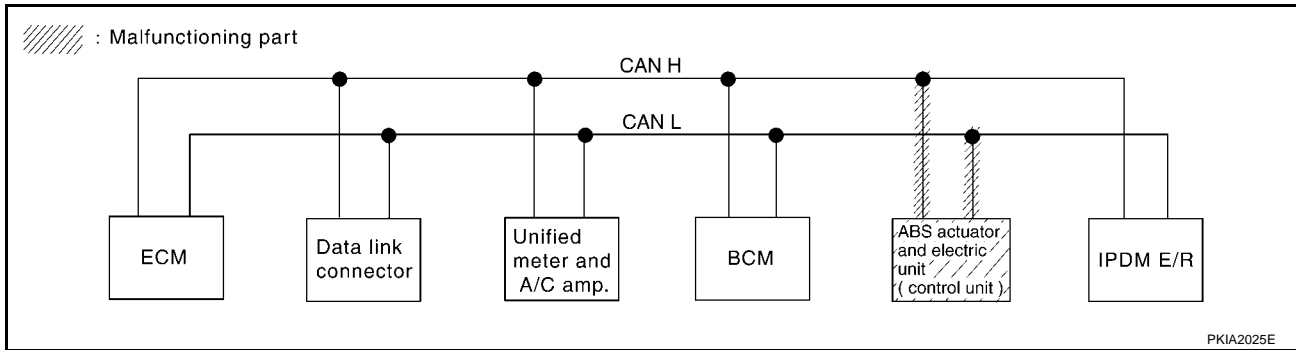 : Malfunctioning part
CAN H
CAN L
ECM
Data link
connector
Unified
meter and
A/C amp.
BCM
ABS actuator
and electric
unit
( control unit )
IPDM E/R
PKIA2025E